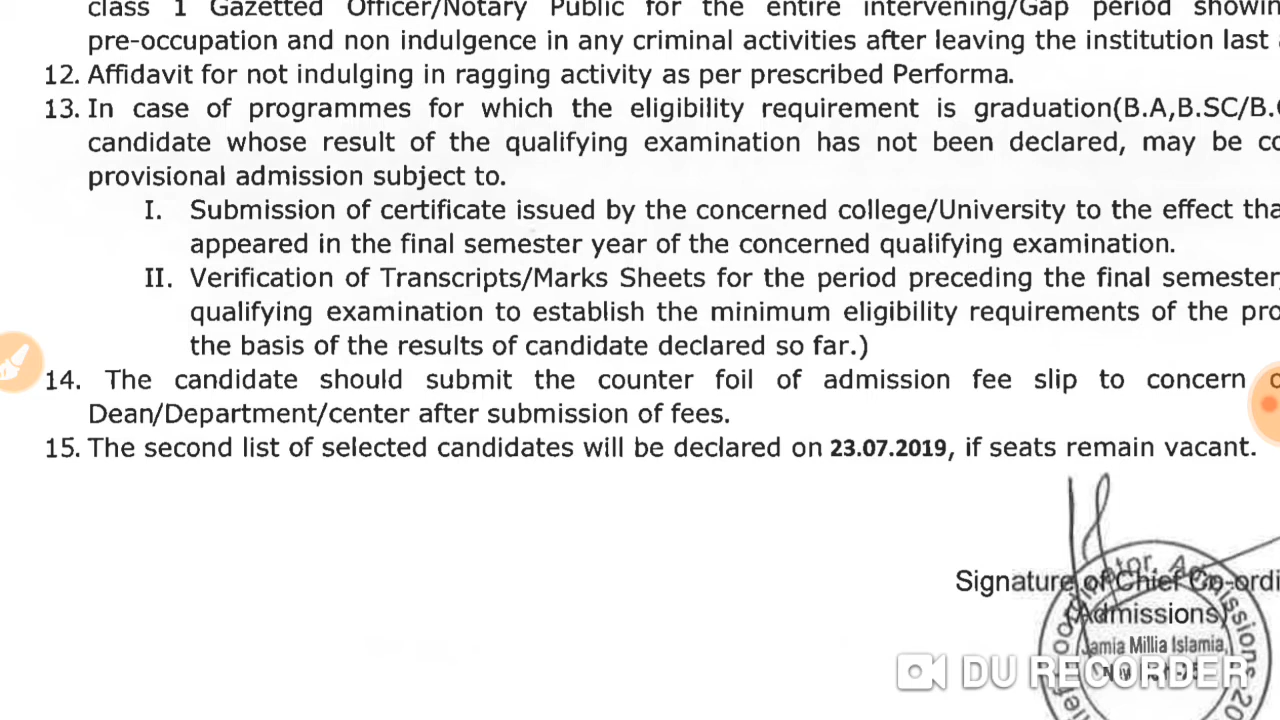 class 1 Gazetted Officer/Notary Public for the entire intervening/Gap period
pre-occupation and non indulgence in any criminal activities after leaving the institution last
12. Affidavit for not indulging in ragging activity as per prescribed Performa.
13. In case of programmes for which the eligibility requirement is graduation(B.A,B.SC/B.
candidate whose result of the qualifying examination has not been declared, may be
provisional admission subject to.
I. Submission of certificate issued by the concerned college/University to the effect
appeared in the final semester year of the concerned qualifying examination.
II. Verification of Transcripts/Marks Sheets for the period preceding the final semester
qualifying examination to establish the minimum eligibility requirements of the
the basis of the results of candidate declared so far.)
14. The candidate should submit the counter foil of admission fee slip to concern
Dean/Department/center after submission of fees.
15. The second list of selected candidates will be declared on 23.07.2019, if seats remain vacant.
Signature of Chief Co-ordi
(Admissions)
Jamia Millia Islamia,
DU RECORDER